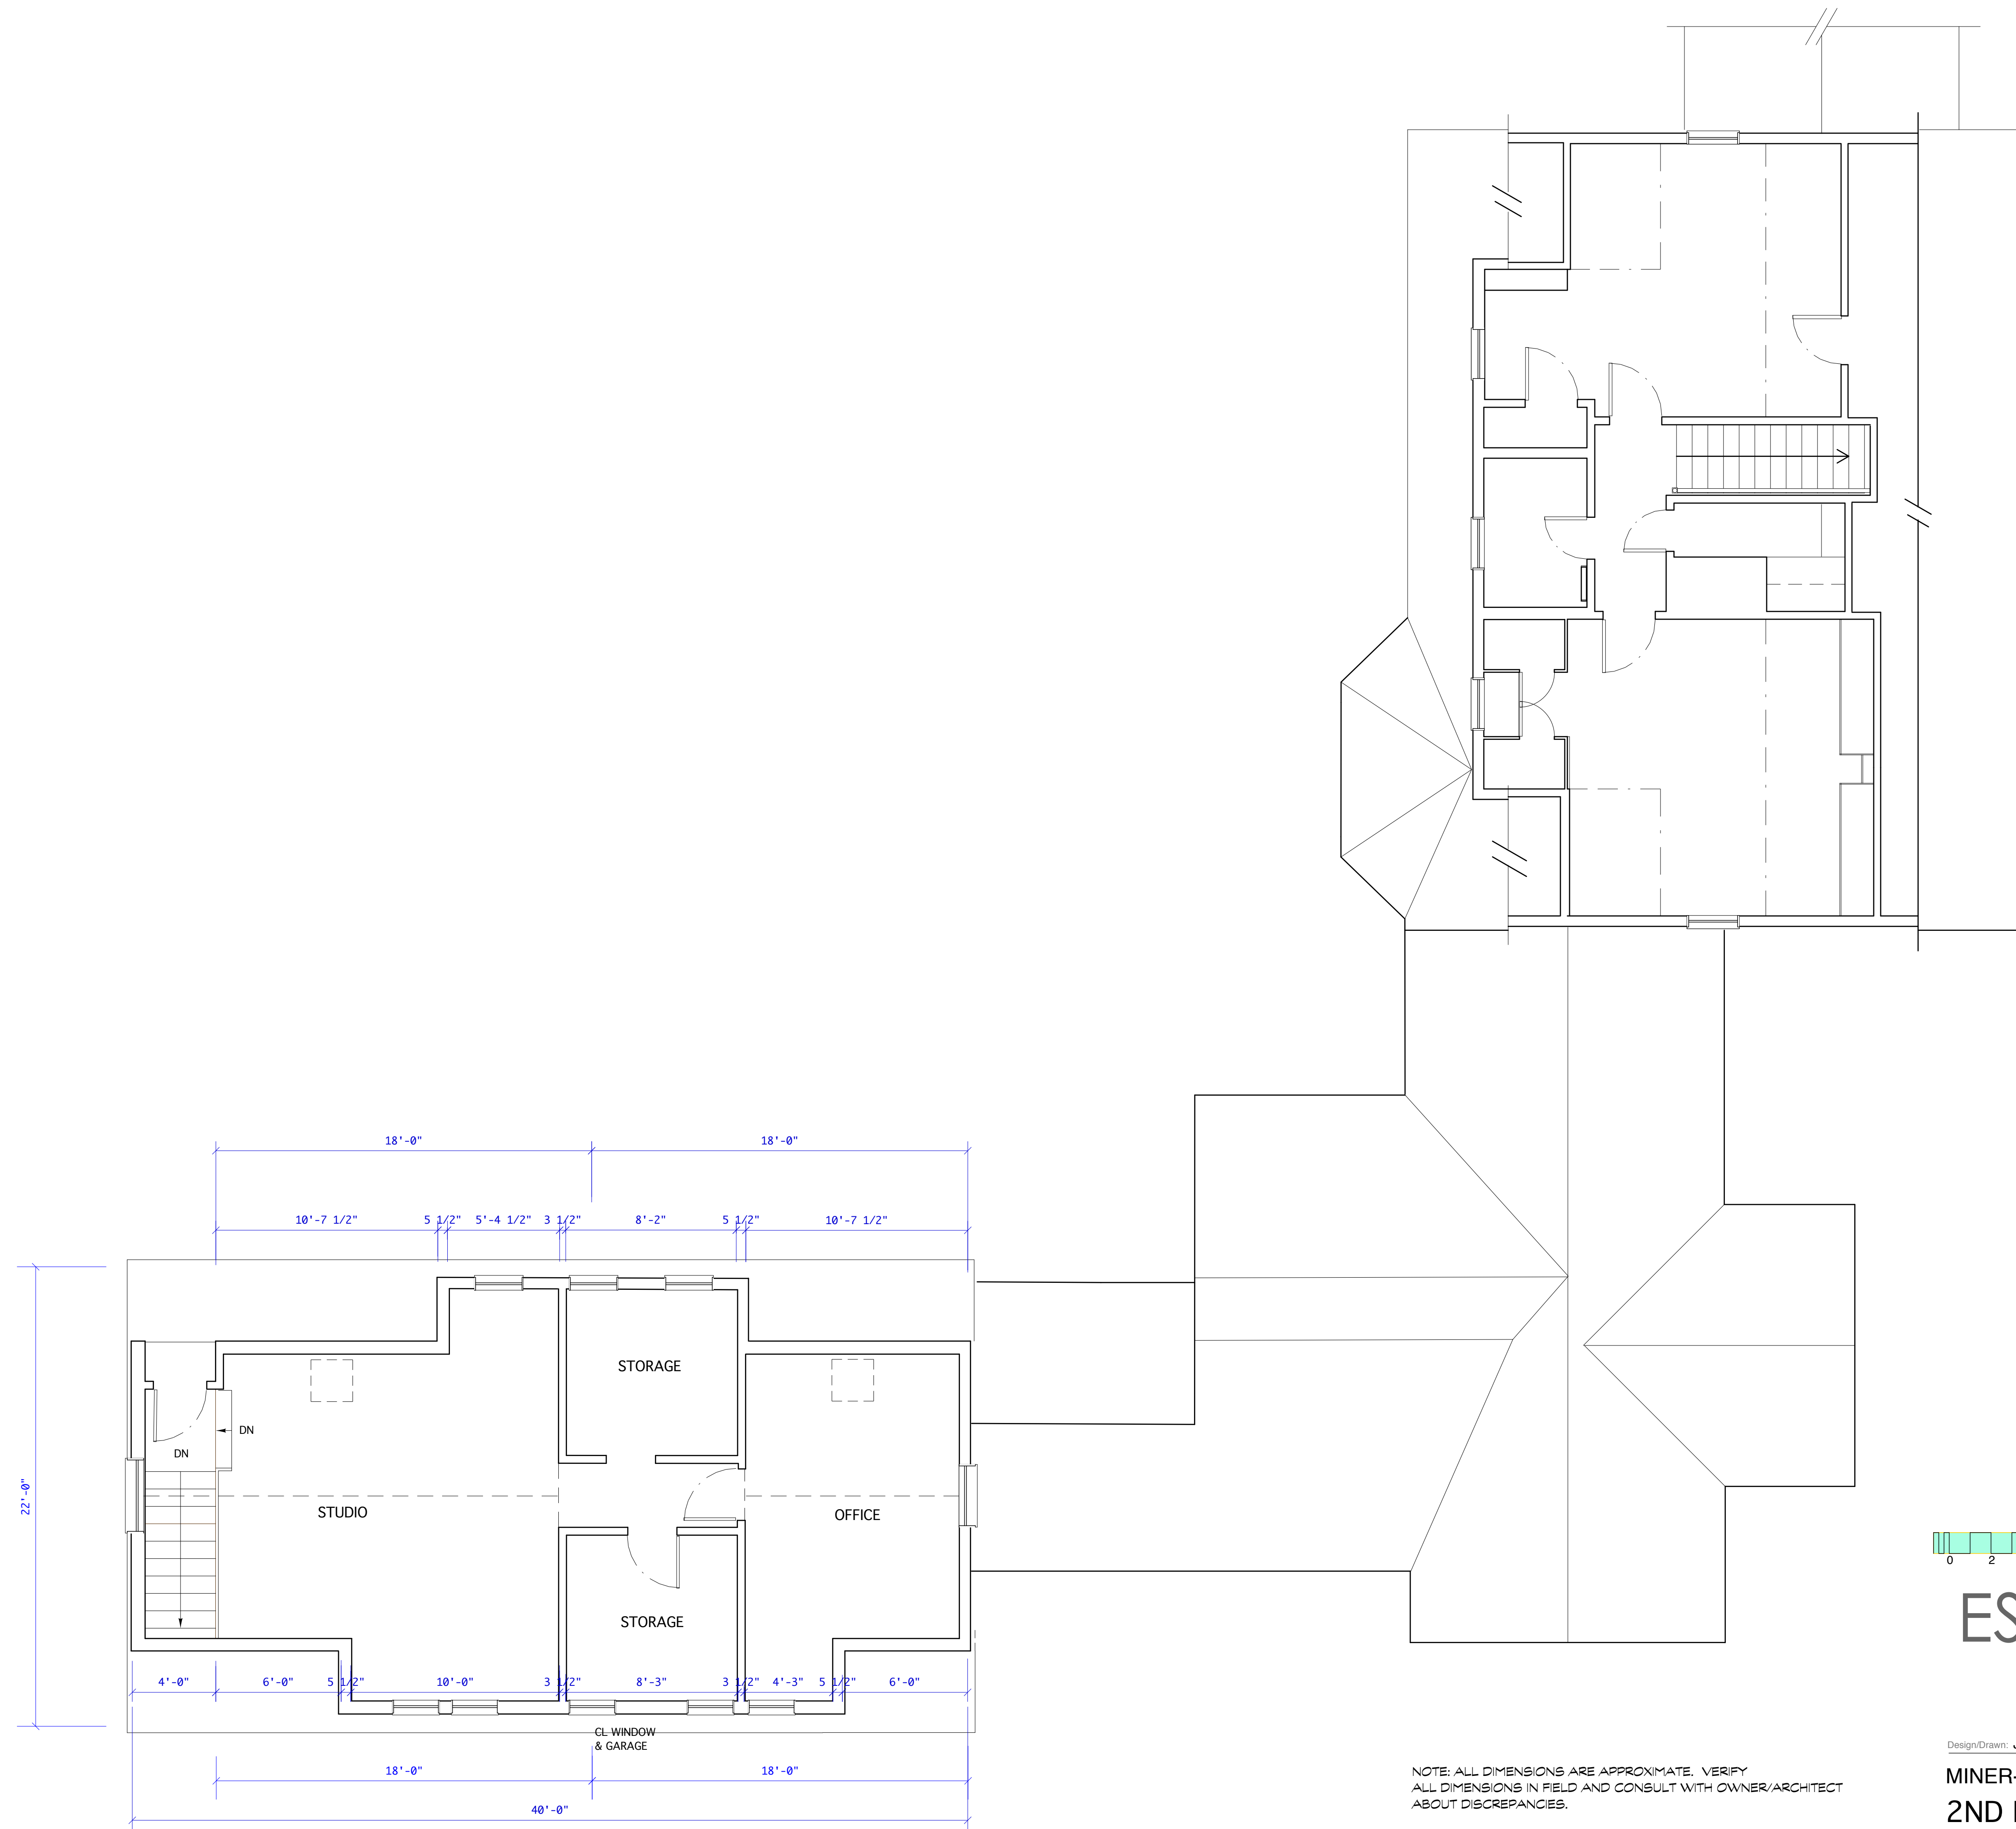 18'-0" 18'-0"
10'-7 1/2" 5 1/2" 5'-4 1/2" 3 1/2" 8'-2" 5 1/2" 10'-7 1/2"
22'-0"
STORAGE
DN
DN
STUDIO
OFFICE
STORAGE
4'-0" 6'-0" 5 1/2" 10'-0" 3 1/2" 8'-3" 3 1/2" 4'-3" 5 1/2" 6'-0"
CL WINDOW
& GARAGE
18'-0" 18'-0"
40'-0"
NOTE: ALL DIMENSIONS ARE APPROXIMATE. VERIFY
ALL DIMENSIONS IN FIELD AND CONSULT WITH OWNER/ARCHITECT
ABOUT DISCREPANCIES.
0 2
ES
Design/Drawn:
MINER-
2ND